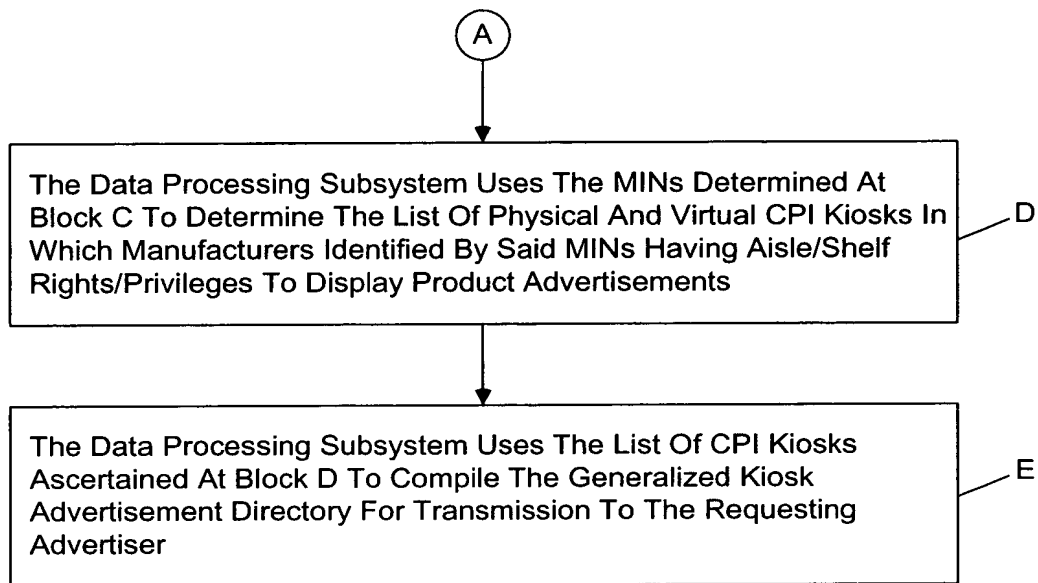 A
The Data Processing Subsystem Uses The MINs Determined At
Block C To Determine The List Of Physical And Virtual CPI Kiosks In
Which Manufacturers Identified By Said MINs Having Aisle/Shelf
Rights/Privileges To Display Product Advertisements
D
The Data Processing Subsystem Uses The List Of CPI Kiosks
Ascertained At Block D To Compile The Generalized Kiosk
Advertisement Directory For Transmission To The Requesting
Advertiser
E